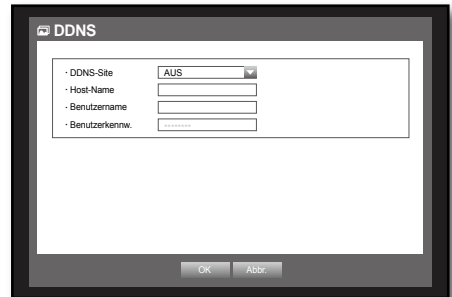 DDNS
· DDNS-Site AUS
· Host-Name
· Benutzername
· Benutzerkennw. ********
OK Abbr.